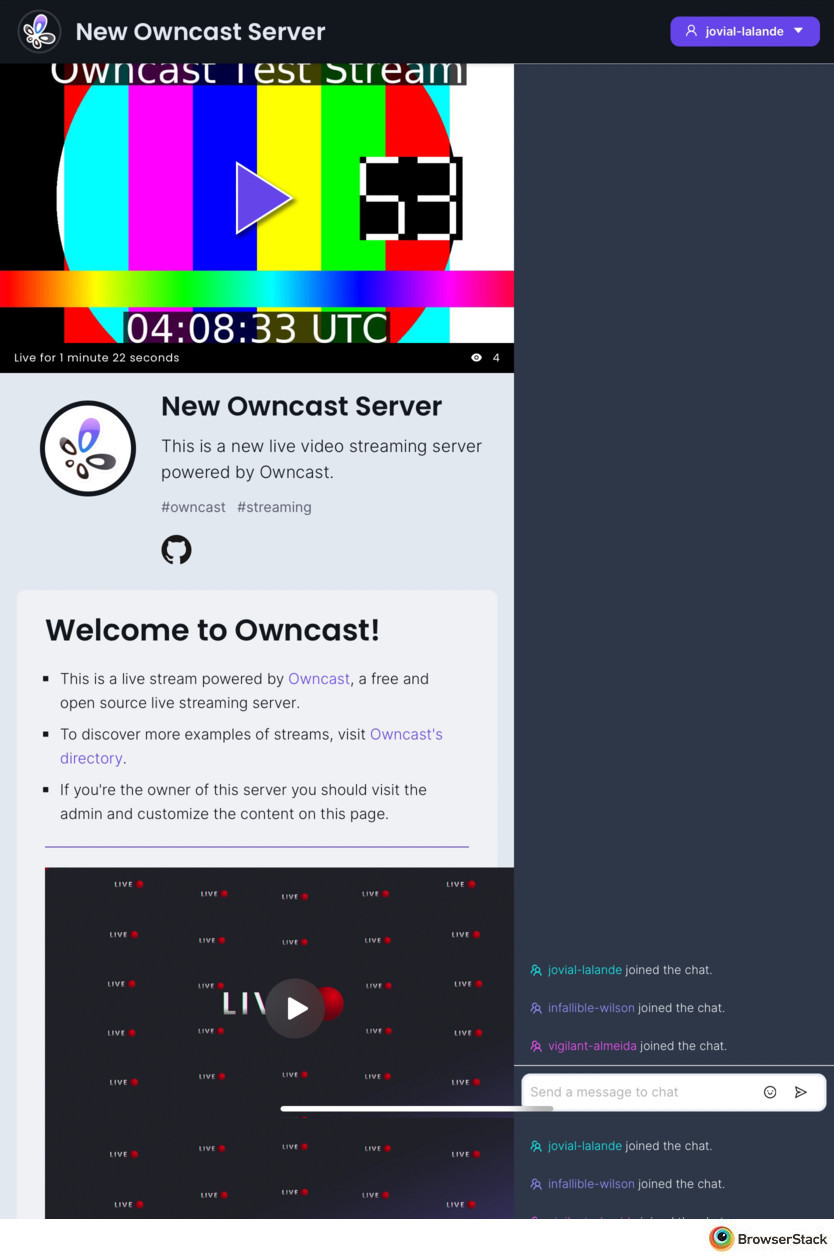 New Owncast Server
jovial-lalande
Owncast Test Stream
53
04:08:33 UTC
Live for 1 minute 22 seconds
4
New Owncast Server
This is a new live video streaming server
powered by Owncast.
#owncast #streaming
Welcome to Owncast!
This is a live stream powered by Owncast, a free and
open source live streaming server.
To discover more examples of streams, visit Owncast's
directory.
If you're the owner of this server you should visit the
admin and customize the content on this page.
LIVE LIVE LIVE LIVE LIVE
LIVE LIVE LIVE LIVE LIVE
LIVE LIVE LIVE LIVE
LIV
LIVE LIVE LIVE LIVE
LIVE LIVE LIVE LIVE LIVE
LIVE LIVE LIVE LIVE LIVE
LIVE LIVE LIVE LIVE LIVE
jovial-lalande joined the chat.
infallible-wilson joined the chat.
vigilant-almeida joined the chat.
Send a message to chat
jovial-lalande joined the chat.
infallible-wilson joined the chat.
BrowserStack